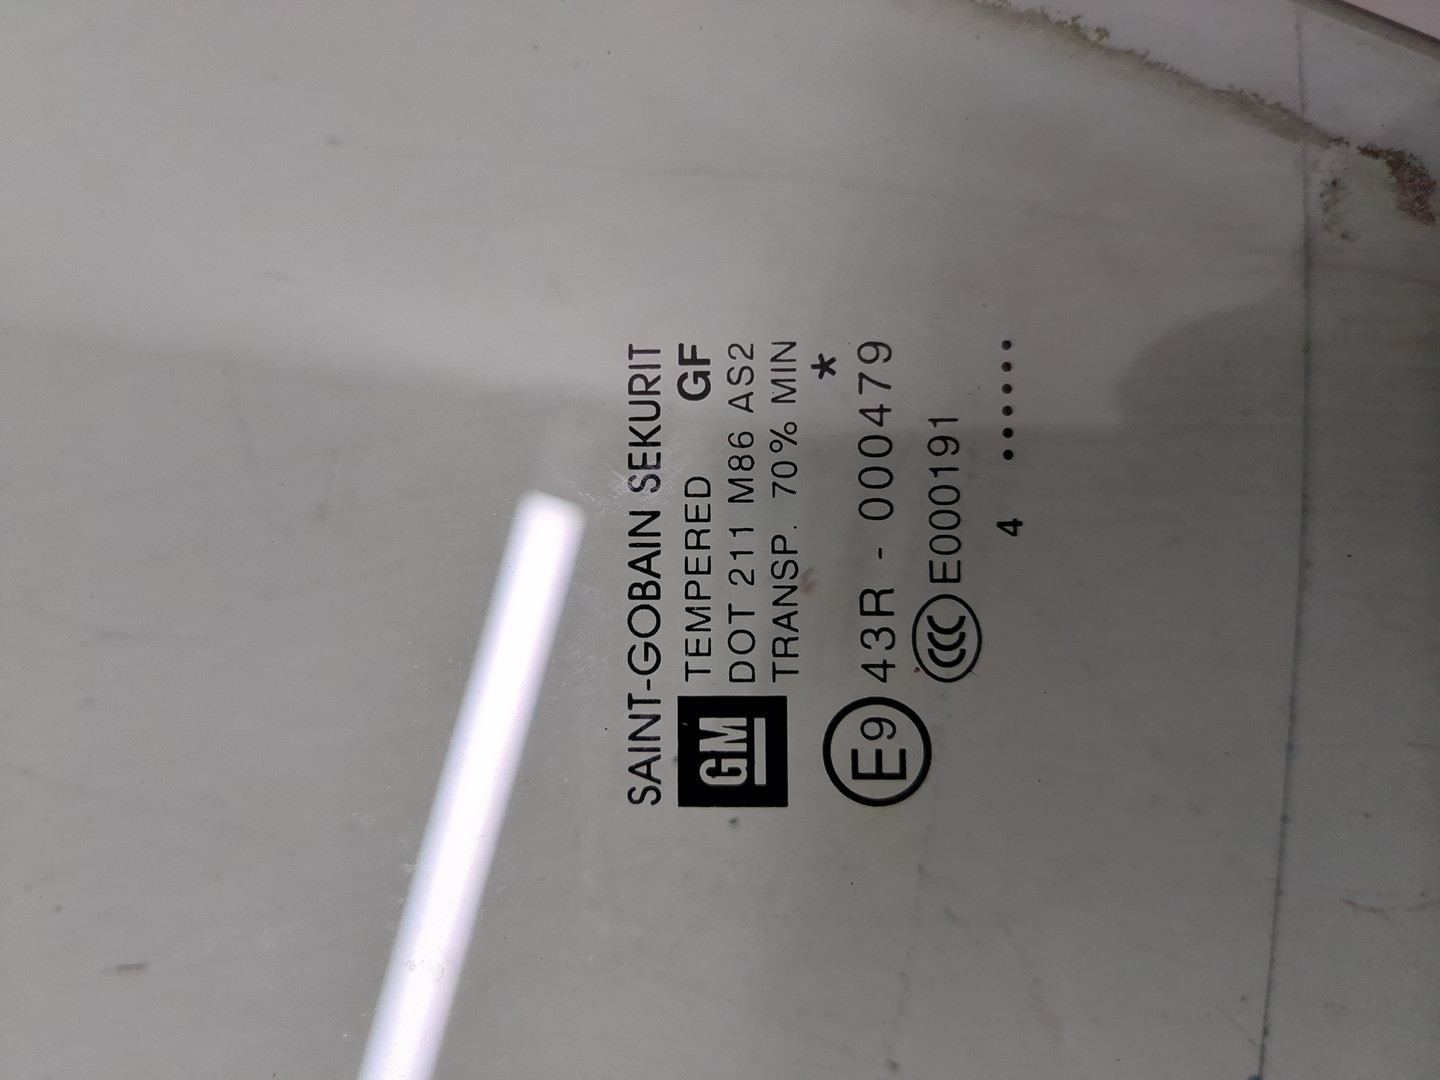 SAINT-GOBAIN SEKURIT
GM TEMPERED GF
DOT 211 M86 AS2
TRANSP. 70% MIN
*
E9 43R - 000479
CCC E000191
4 .......